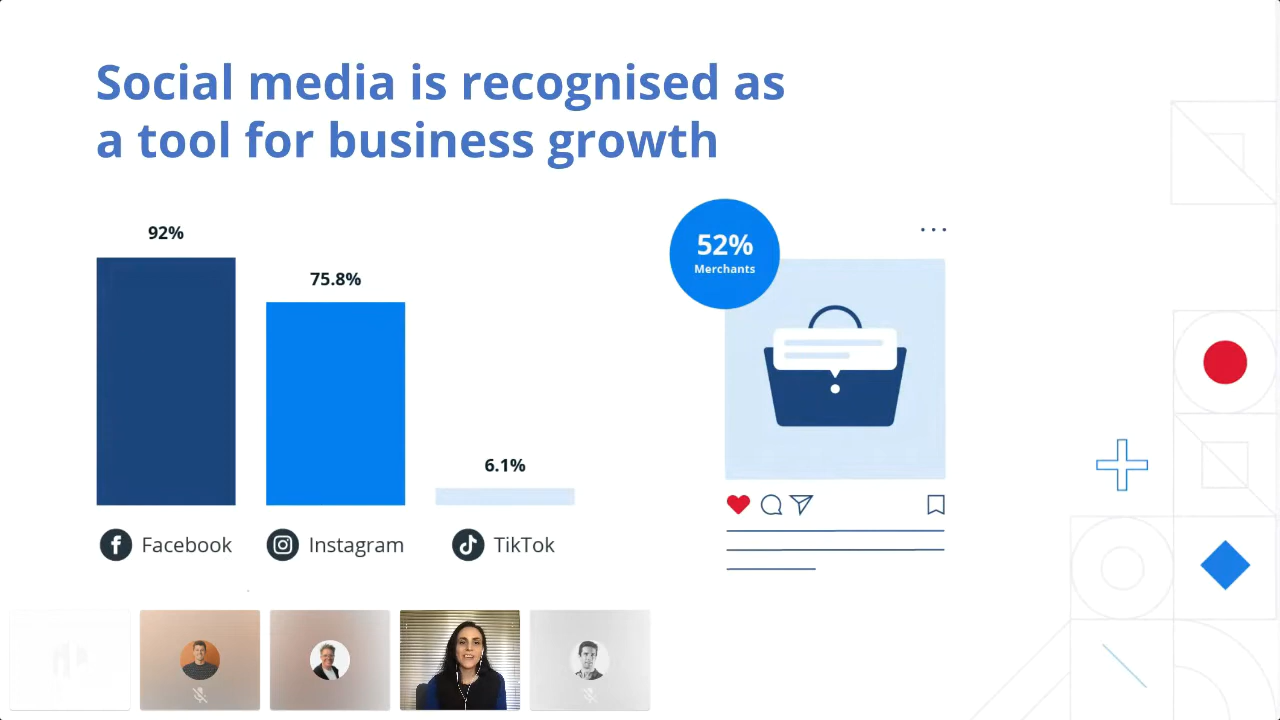 Social media is recognised as
a tool for business growth
92%
75.8%
6.1%
Facebook
Instagram
TikTok
52%
Merchants